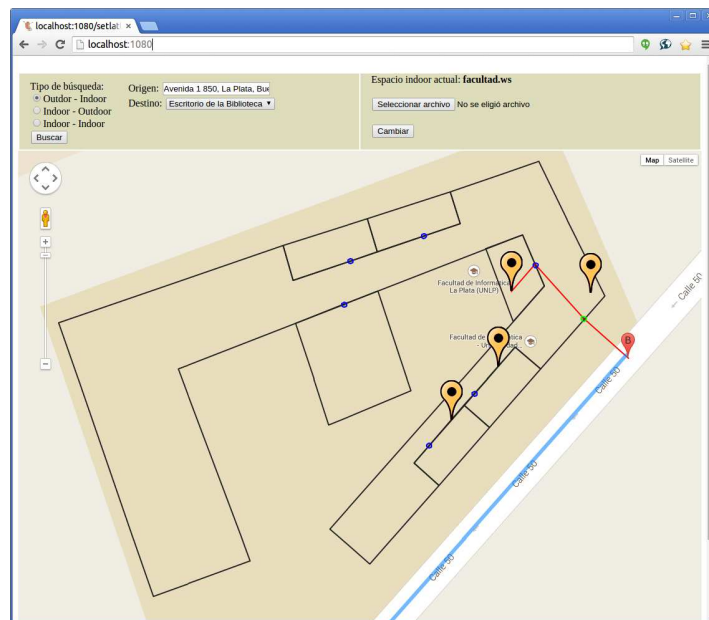 localhost:1080/setlat
localhost:1080
Tipo de búsqueda:
Outdor - Indoor
Indoor - Outdoor
Indoor - Indoor
Buscar
Origen: Avenida 1 850, La Plata, Bue
Destino: Escritorio de la Biblioteca
Espacio indoor actual: facultad.ws
Seleccionar archivo No se eligió archivo
Cambiar
Map Satellite
Facultad de Informática
La Plata (UNLP)
Facultad de
Calle 50
B
Calle 50
Calle 50
Calle 50